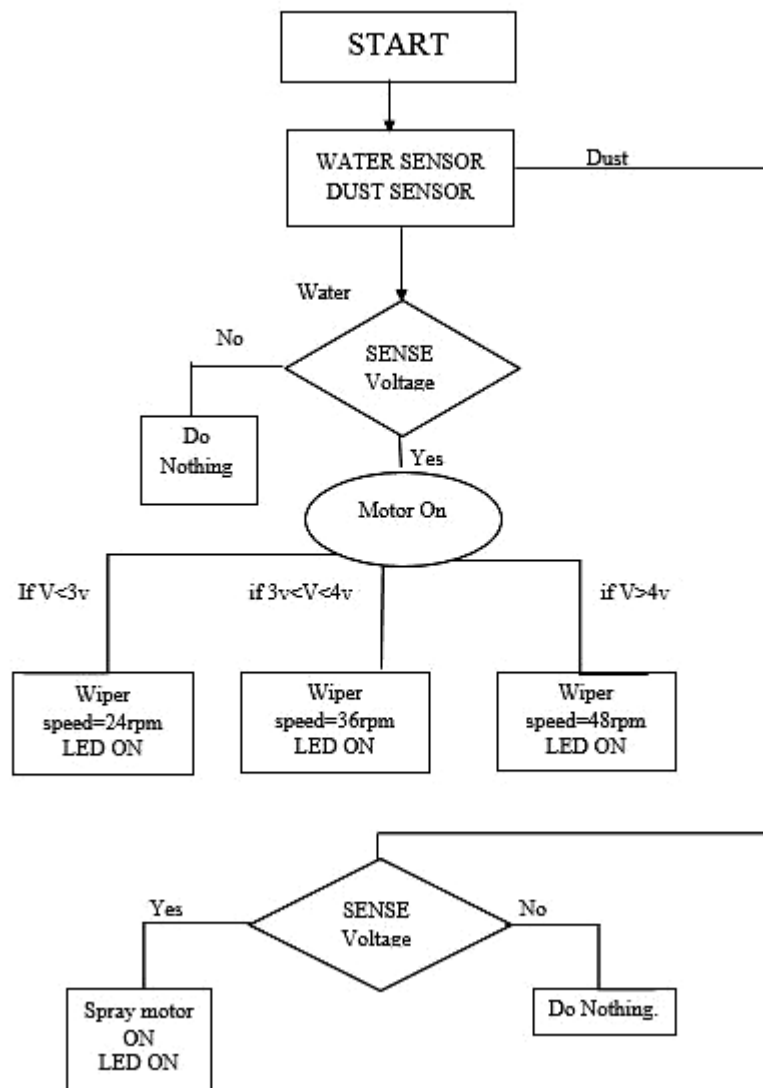 START
WATER SENSOR
DUST SENSOR
Dust
Water
No
SENSE
Voltage
Do
Nothing
Yes
Motor On
If V<3v
if 3v<V<4v
if V>4v
Wiper
speed=24rpm
LED ON
Wiper
speed=36rpm
LED ON
Wiper
speed=48rpm
LED ON
Yes
SENSE
Voltage
No
Spray motor
ON
LED ON
Do Nothing.